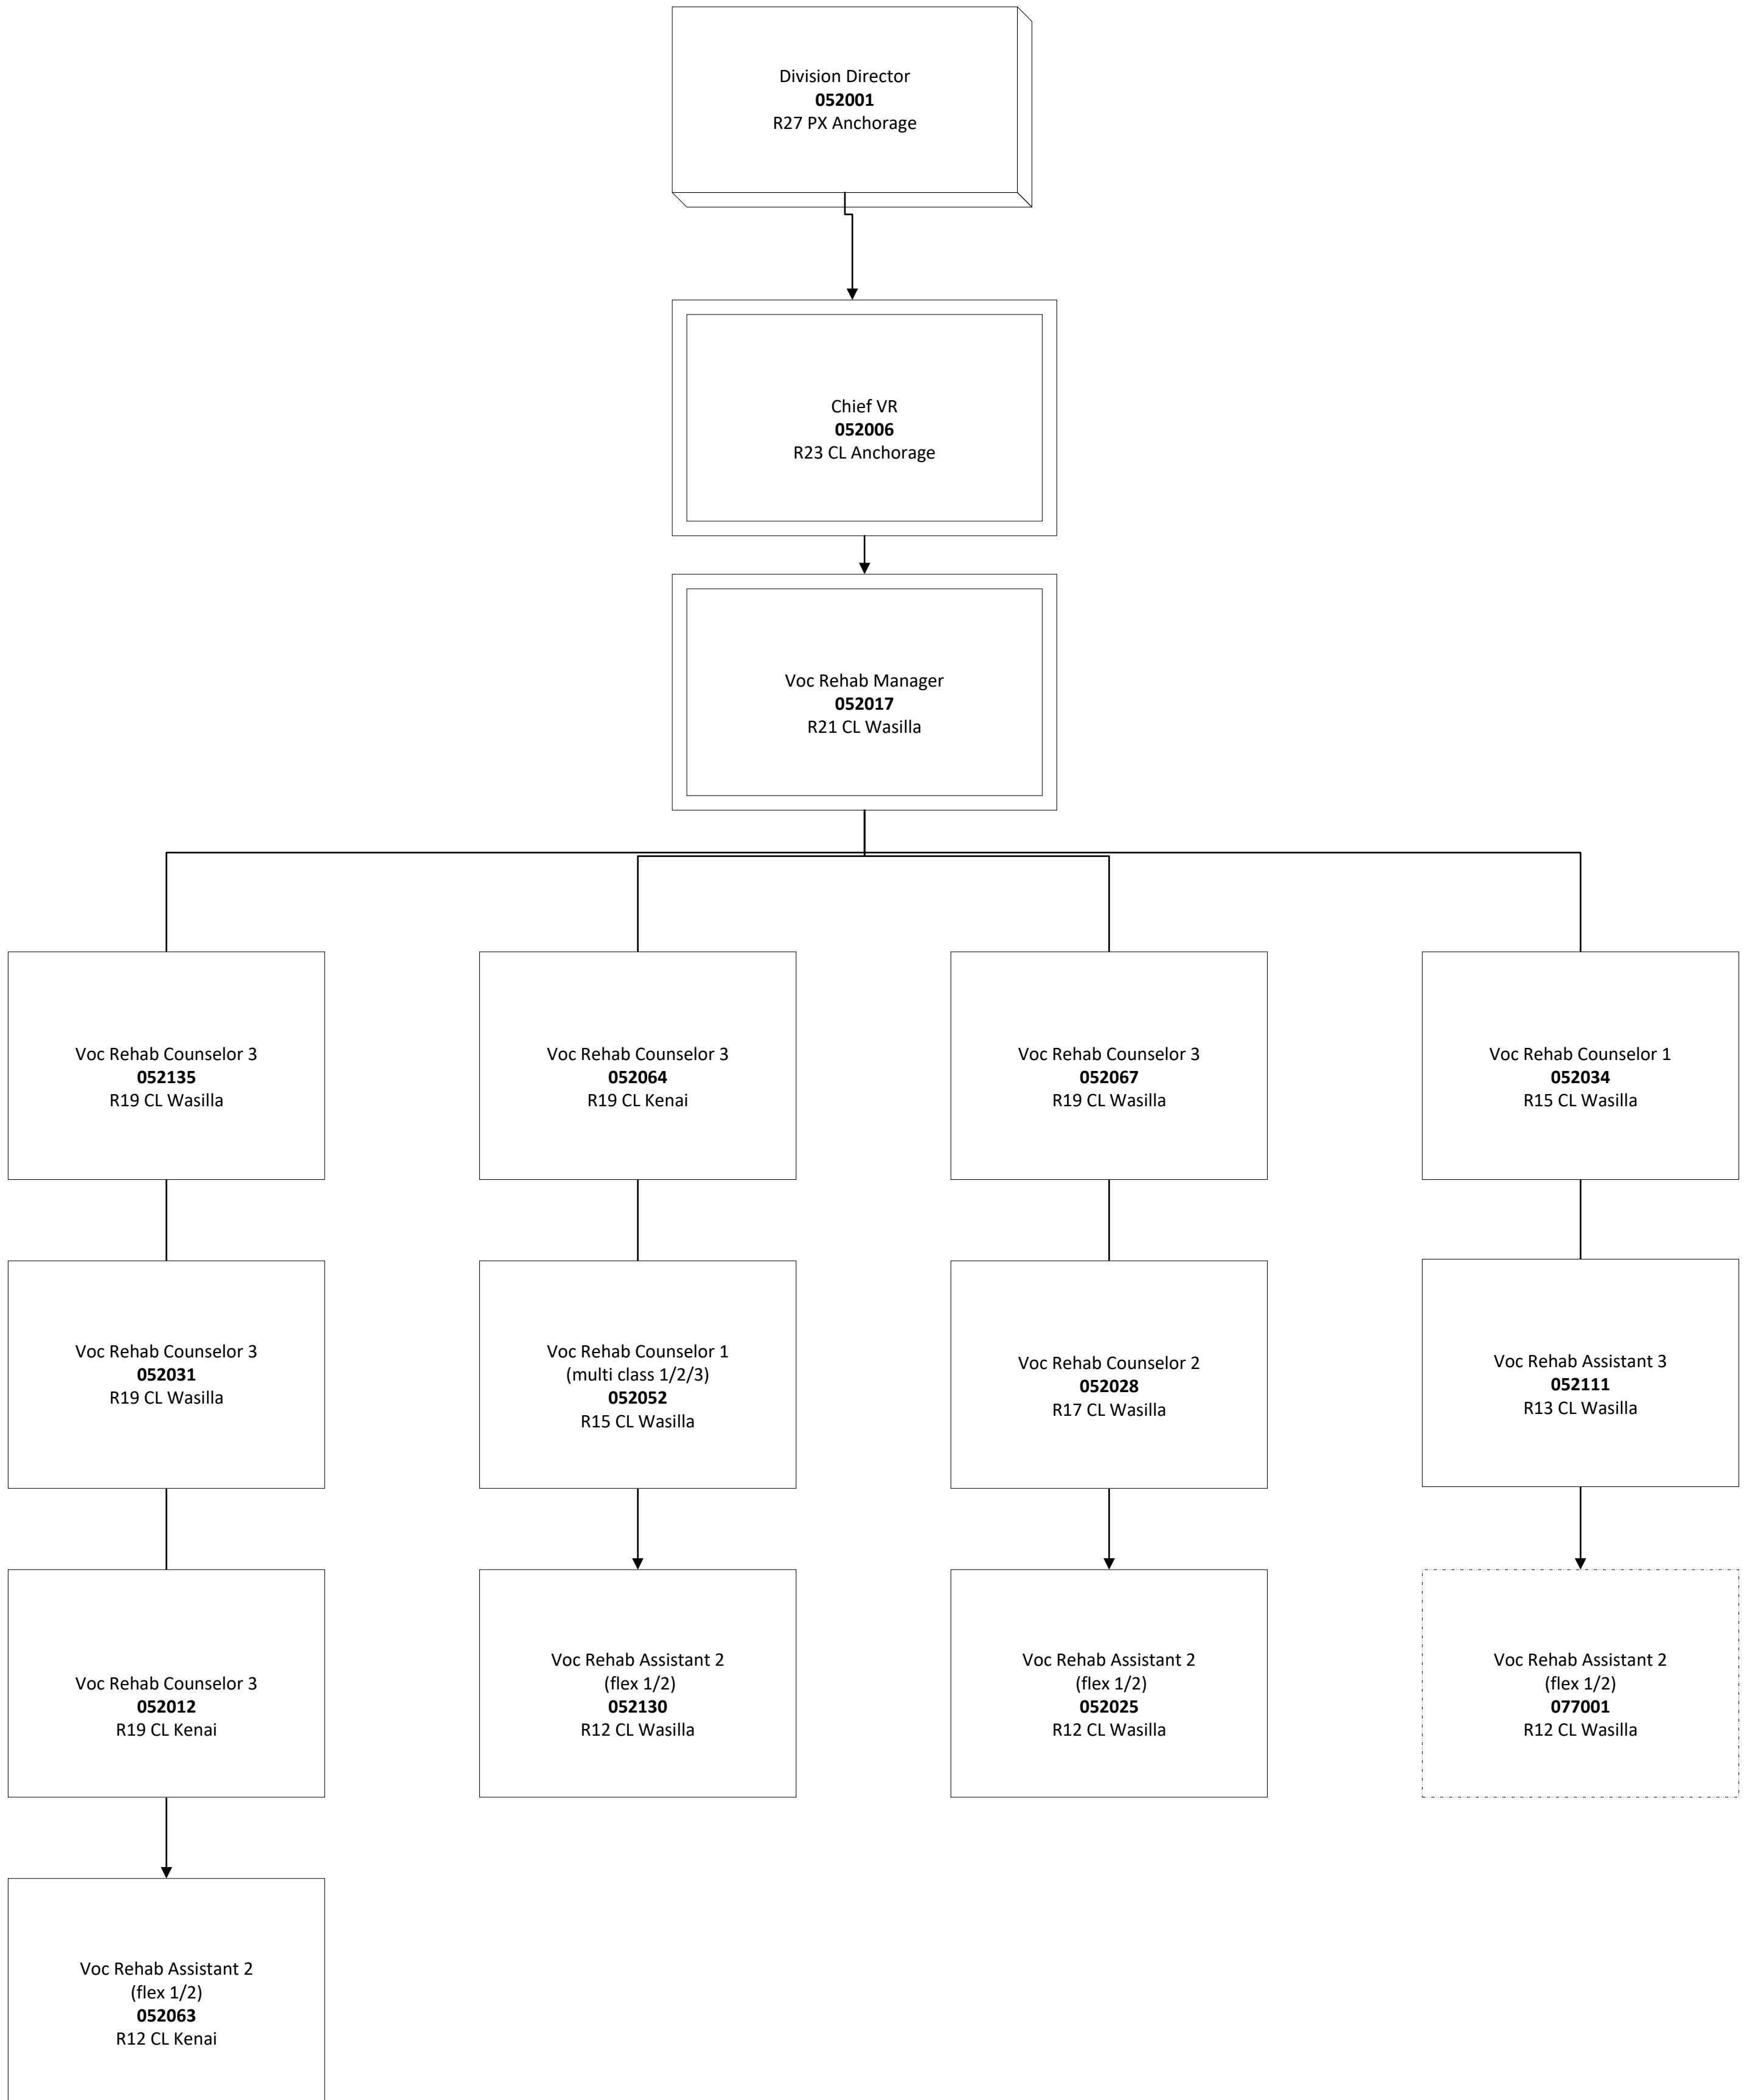 Division Director
052001
R27 PX Anchorage
Chief VR
052006
R23 CL Anchorage
Voc Rehab Manager
052017
R21 CL Wasilla
Voc Rehab Counselor 3
052135
R19 CL Wasilla
Voc Rehab Counselor 3
052064
R19 CL Kenai
Voc Rehab Counselor 3
052067
R19 CL Wasilla
Voc Rehab Counselor 1
052034
R15 CL Wasilla
Voc Rehab Counselor 3
052031
R19 CL Wasilla
Voc Rehab Counselor 1
(multi class 1/2/3)
052052
R15 CL Wasilla
Voc Rehab Counselor 2
052028
R17 CL Wasilla
Voc Rehab Assistant 3
052111
R13 CL Wasilla
Voc Rehab Counselor 3
052012
R19 CL Kenai
Voc Rehab Assistant 2
(flex 1/2)
052130
R12 CL Wasilla
Voc Rehab Assistant 2
(flex 1/2)
052025
R12 CL Wasilla
Voc Rehab Assistant 2
(flex 1/2)
077001
R12 CL Wasilla
Voc Rehab Assistant 2
(flex 1/2)
052063
R12 CL Kenai